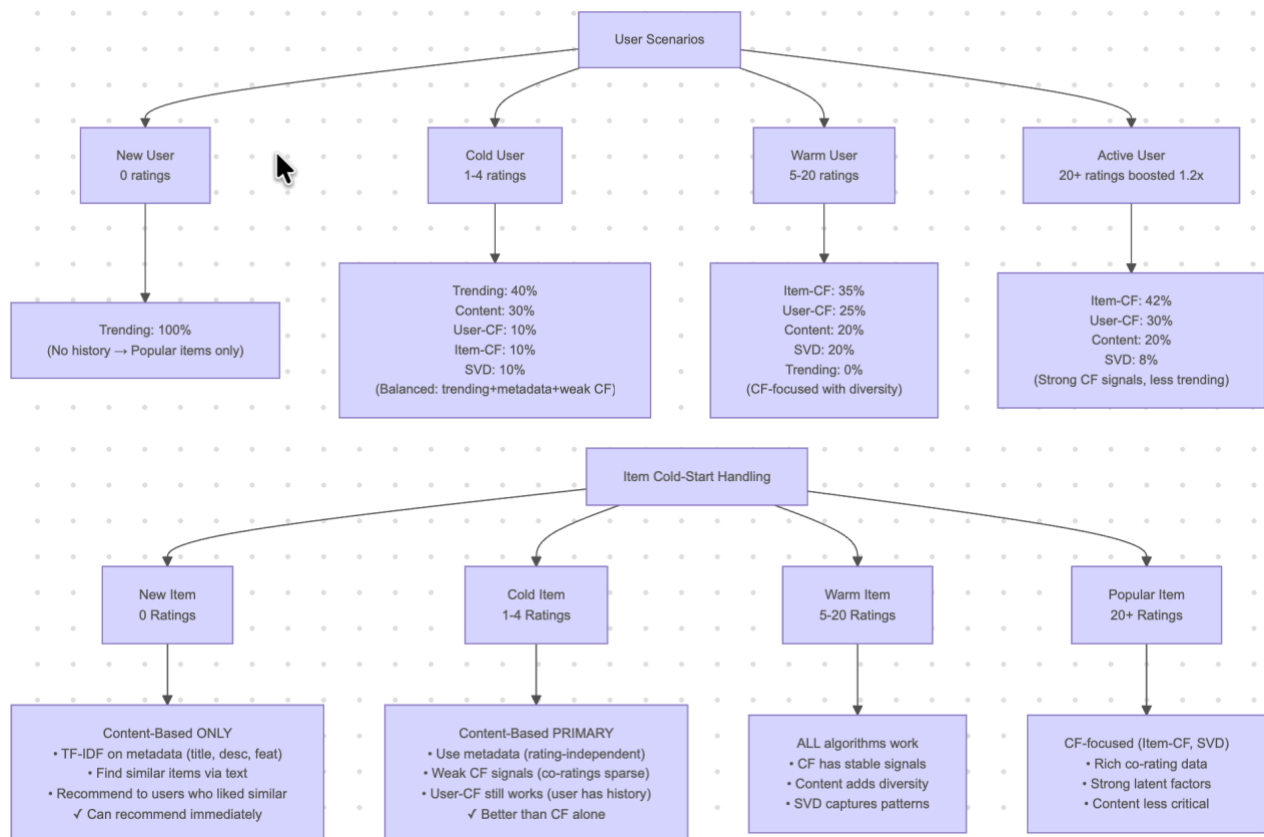 User Scenarios
New User
0 ratings
Cold User
1-4 ratings
Warm User
5-20 ratings
Active User
20+ ratings boosted 1.2x
Trending: 100%
(No history → Popular items only)
Trending: 40%
Content: 30%
User-CF: 10%
Item-CF: 10%
SVD: 10%
(Balanced: trending+metadata+weak CF)
Item-CF: 35%
User-CF: 25%
Content: 20%
SVD: 20%
Trending: 0%
(CF-focused with diversity)
Item-CF: 42%
User-CF: 30%
Content: 20%
SVD: 8%
(Strong CF signals, less trending)
Item Cold-Start Handling
New Item
0 Ratings
Cold Item
1-4 Ratings
Warm Item
5-20 Ratings
Popular Item
20+ Ratings
Content-Based ONLY
• TF-IDF on metadata (title, desc, feat)
• Find similar items via text
• Recommend to users who liked similar
✓ Can recommend immediately
Content-Based PRIMARY
• Use metadata (rating-independent)
• Weak CF signals (co-ratings sparse)
• User-CF still works (user has history)
✓ Better than CF alone
ALL algorithms work
• CF has stable signals
• Content adds diversity
• SVD captures patterns
CF-focused (Item-CF, SVD)
• Rich co-rating data
• Strong latent factors
• Content less critical